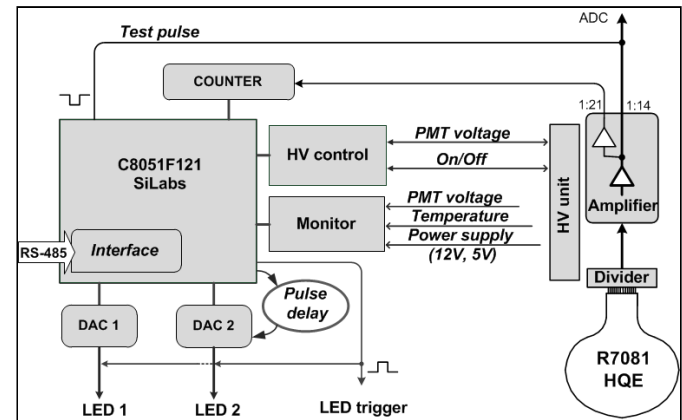 ADC
Test pulse
COUNTER
1:21
1:14
C8051F121
SiLabs
HV control
PMT voltage
On/Off
HV unit
Amplifier
Monitor
PMT voltage
Temperature
Power supply
(12V, 5V)
RS-485
Interface
Divider
Pulse
delay
DAC 1
DAC 2
R7081
HQE
LED 1
LED 2
LED trigger